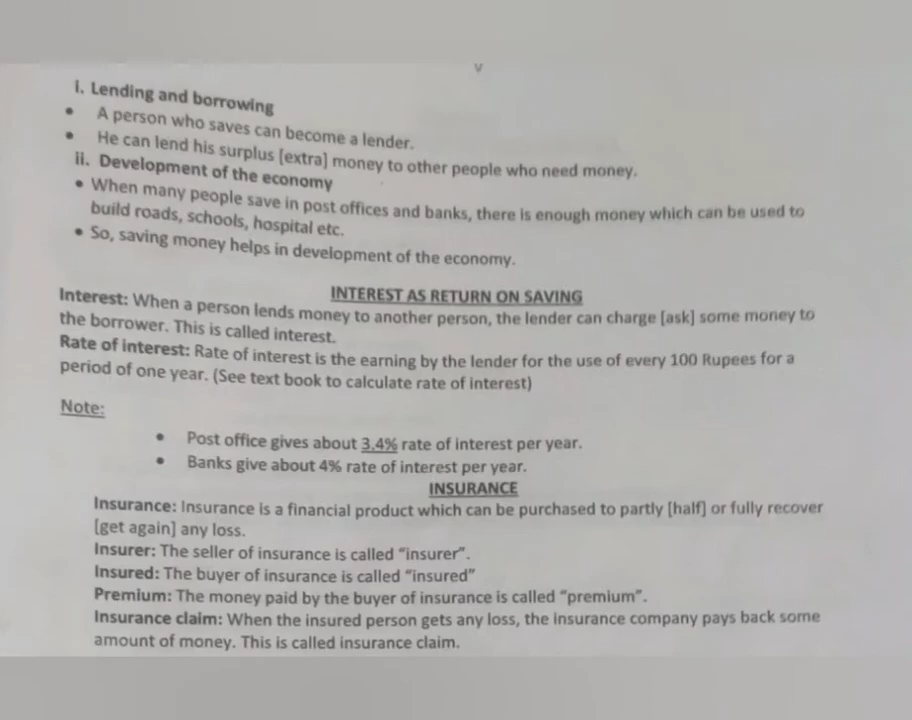 i. Lending and borrowing
• A person who saves can become a lender.
• He can lend his surplus [extra] money to other people who need money.
ii. Development of the economy
• When many people save in post offices and banks, there is enough money which can be used to
build roads, schools, hospital etc.
• So, saving money helps in development of the economy.
INTEREST AS RETURN ON SAVING
Interest: When a person lends money to another person, the lender can charge [ask] some money to
the borrower. This is called interest.
Rate of interest: Rate of interest is the earning by the lender for the use of every 100 Rupees for a
period of one year. (See text book to calculate rate of interest)
Note:
• Post office gives about 3.4% rate of interest per year.
• Banks give about 4% rate of interest per year.
INSURANCE
Insurance: Insurance is a financial product which can be purchased to partly [half] or fully recover
[get again] any loss.
Insurer: The seller of insurance is called "insurer".
Insured: The buyer of insurance is called "insured"
Premium: The money paid by the buyer of insurance is called "premium".
Insurance claim: When the insured person gets any loss, the insurance company pays back some
amount of money. This is called insurance claim.